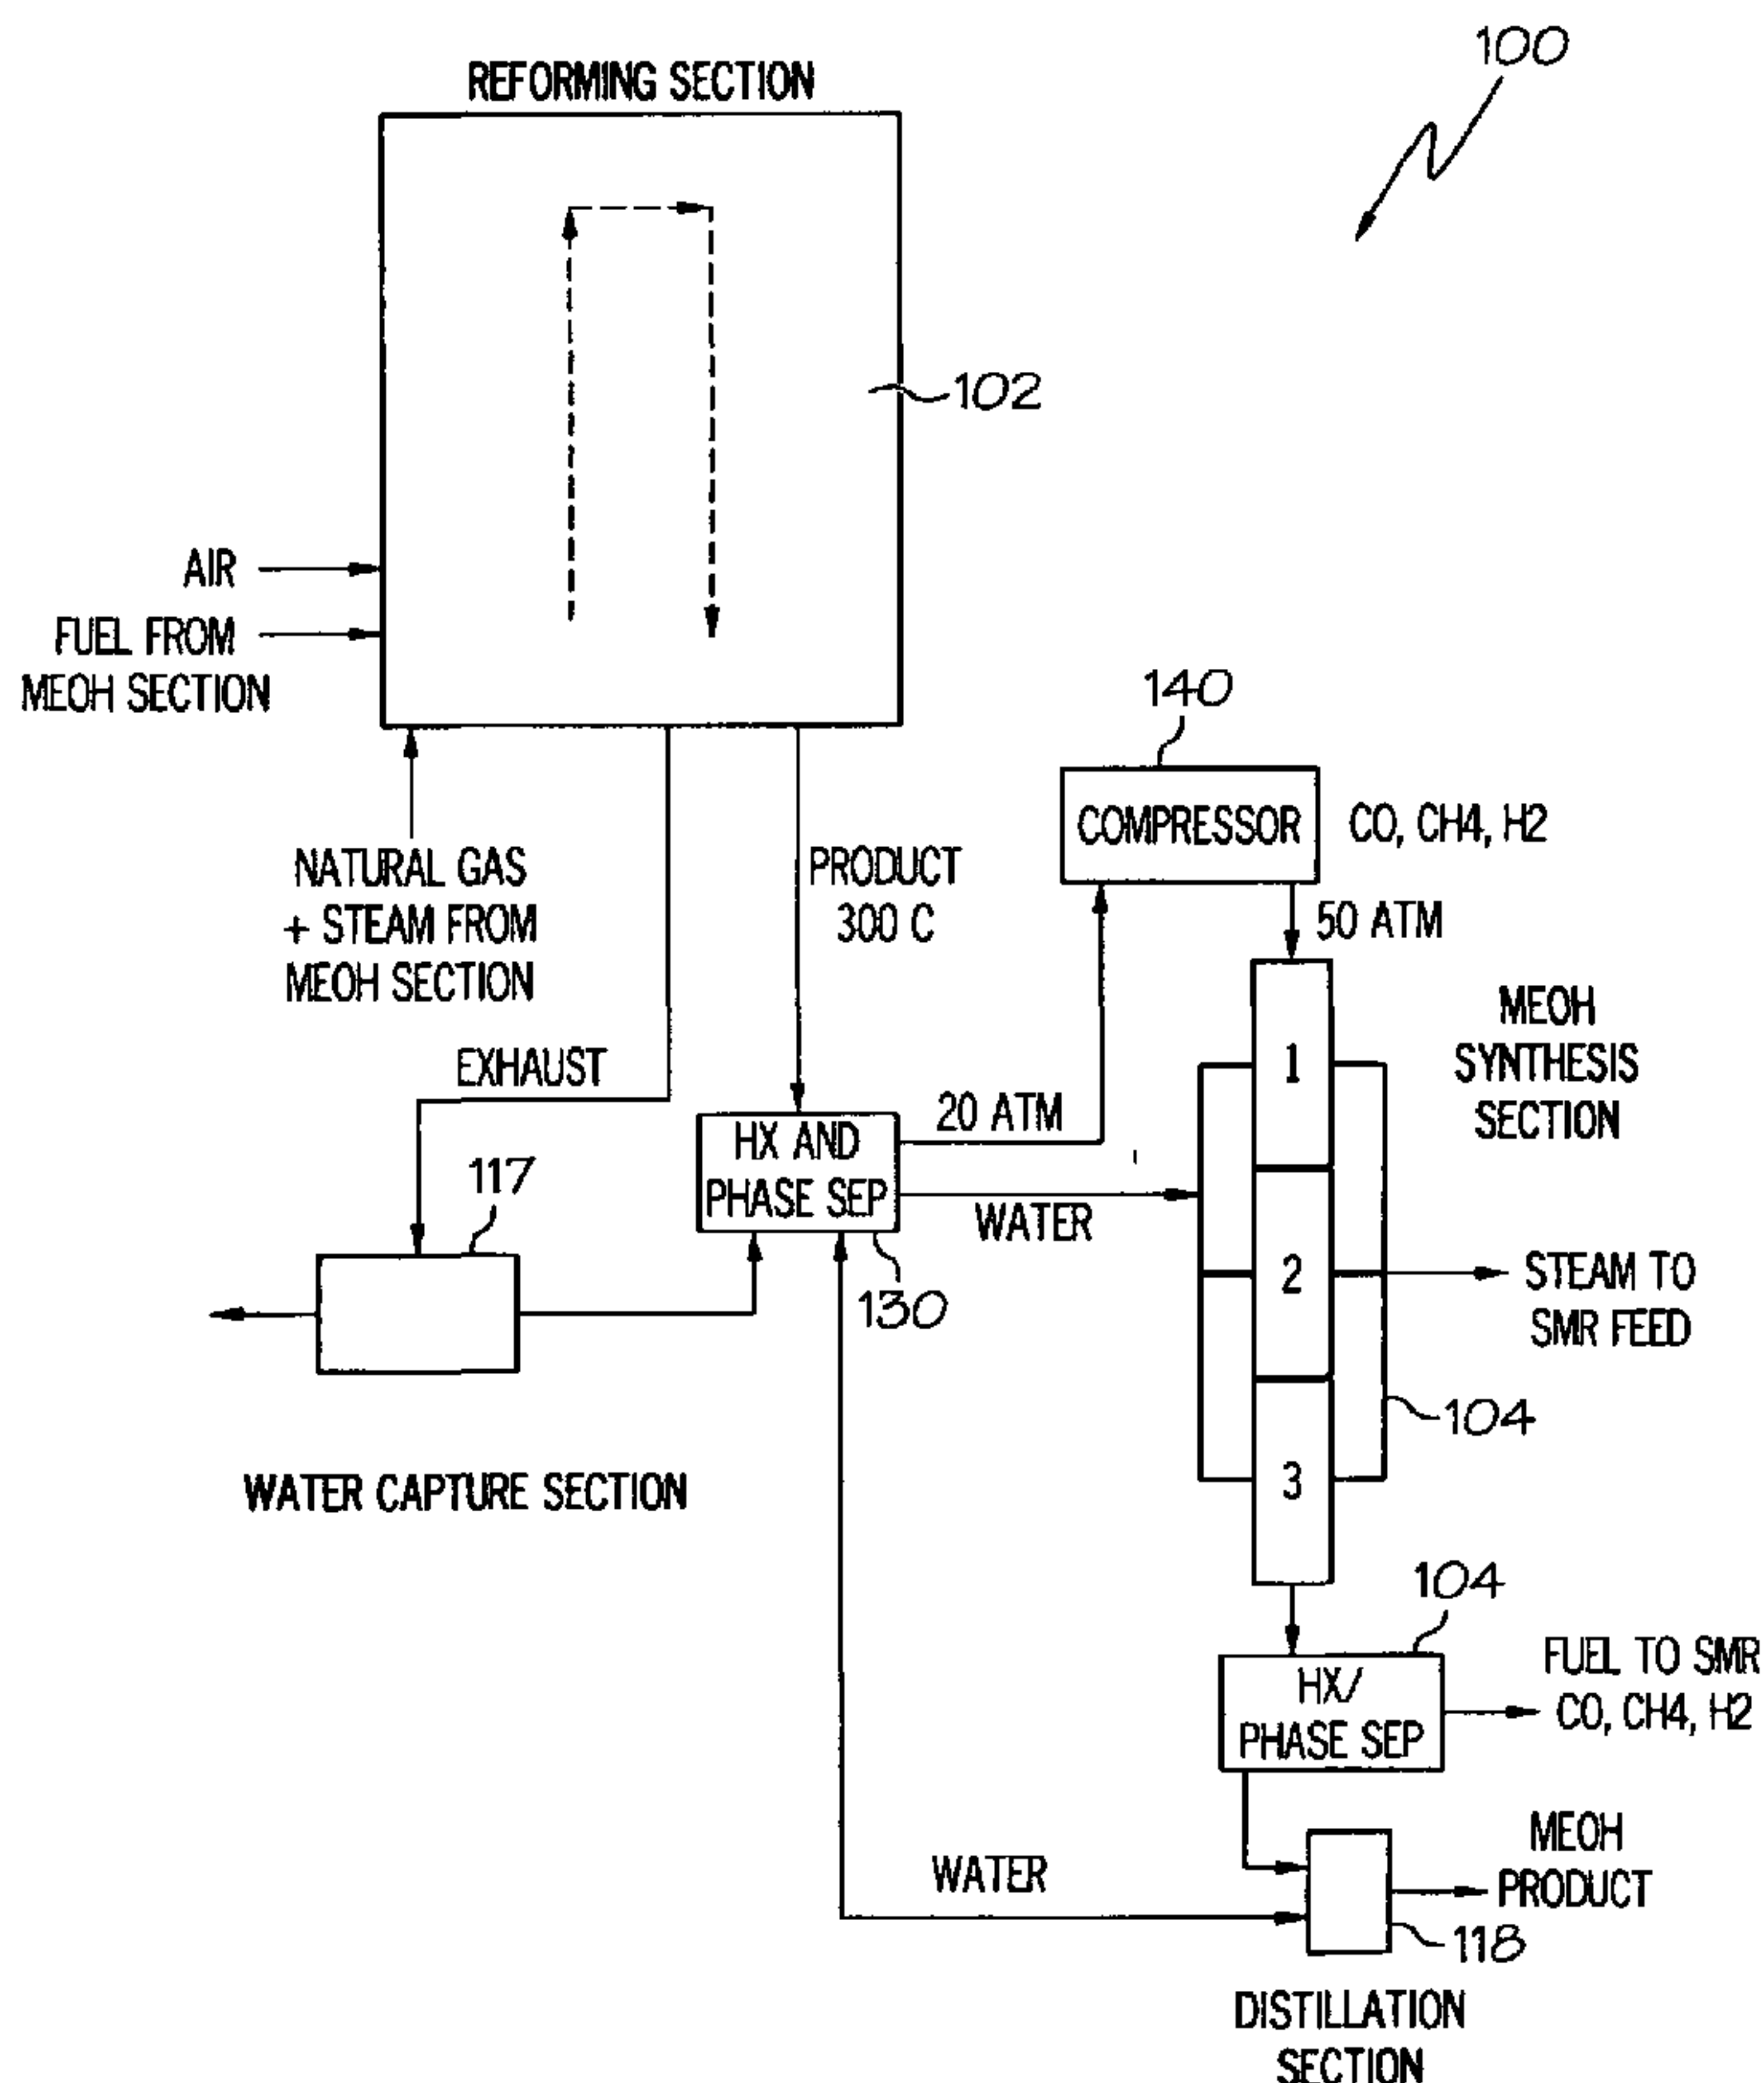 100
REFORMING SECTION
102
AIR
FUEL FROM
MEOH SECTION
140
COMPRESSOR
CO, CH4, H2
NATURAL GAS
+ STEAM FROM
MEOH SECTION
PRODUCT
300 C
50 ATM
MEOH
SYNTHESIS
SECTION
EXHAUST
20 ATM
1
HX AND
PHASE SEP
117
WATER
130
2
STEAM TO
SMR FEED
104
3
WATER CAPTURE SECTION
104
HX/
PHASE SEP
FUEL TO SMR
CO, CH4, H2
WATER
MEOH
PRODUCT
118
DISTILLATION
SECTION